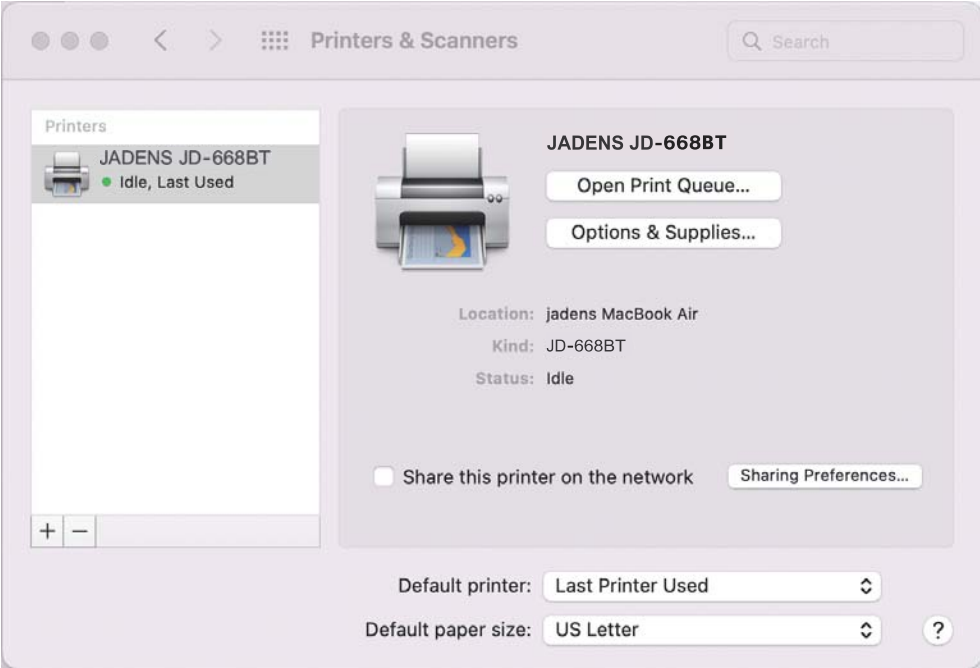 Printers & Scanners
Search
Printers
JADENS JD-668BT
Idle, Last Used
+ −
JADENS JD-668BT
Open Print Queue...
Options & Supplies...
Location: jadens MacBook Air
Kind: JD-668BT
Status: Idle
Share this printer on the network
Sharing Preferences...
Default printer: Last Printer Used
Default paper size: US Letter
?